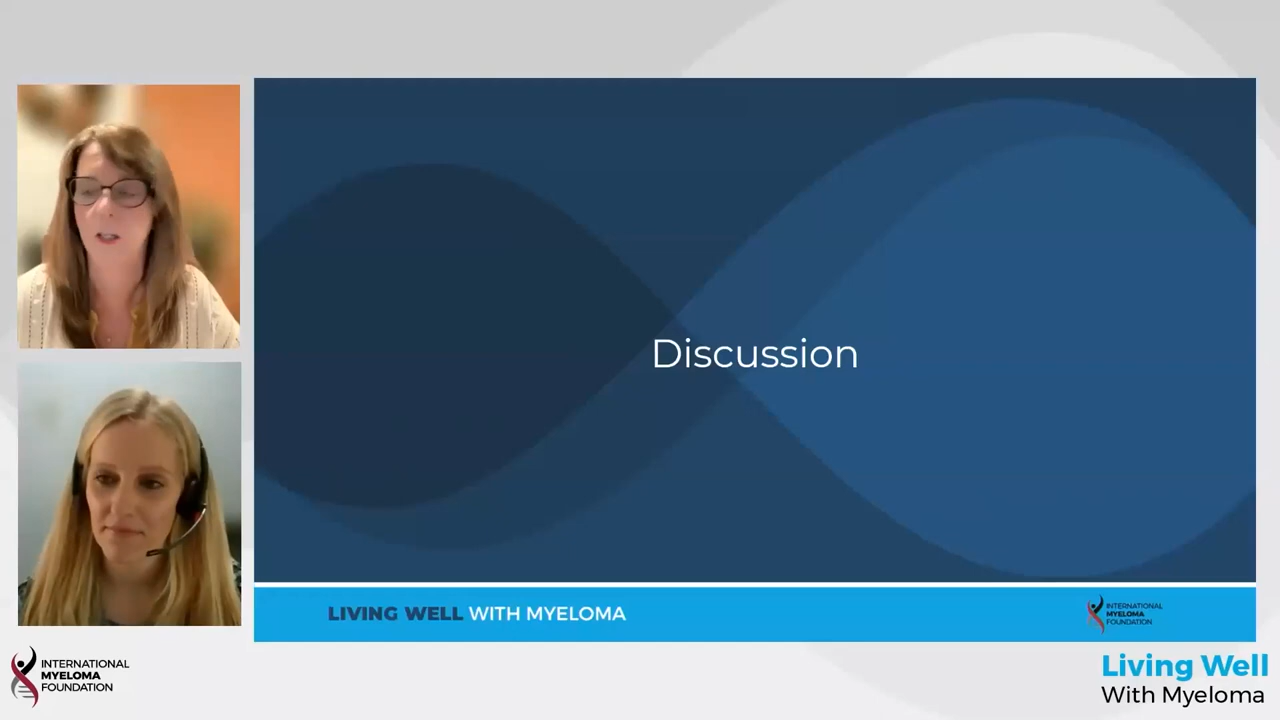 Discussion
LIVING WELL WITH MYELOMA
INTERNATIONAL
MYELOMA
FOUNDATION
INTERNATIONAL
MYELOMA
FOUNDATION
Living Well
With Myeloma